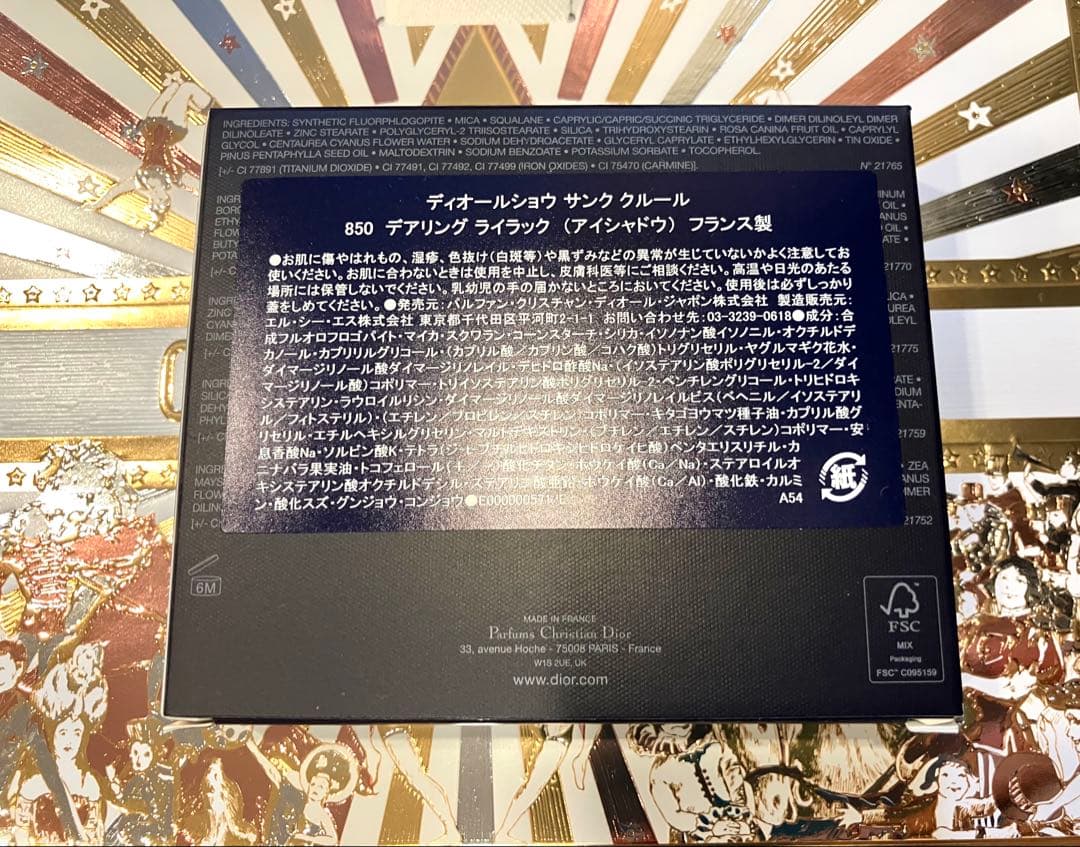 INGREDIENTS: SYNTHETIC FLUORPHLOGOPITE • MICA • SQUALANE • CAPRYLIC/CAPRIC/SUCCINIC TRIGLYCERIDE • DIMER DILINOLEYL DIMER
DILINOLEATE • ZINC STEARATE • POLYGLYCERYL-2 TRIISOSTEARATE • SILICA • TRIHYDROXYSTEARIN • ROSA CANINA FRUIT OIL • CAPRYLYL
GLYCOL • CENTAUREA CYANUS FLOWER WATER • SODIUM DEHYDROACETATE • GLYCERYL CAPRYLATE • ETHYLHEXYLGLYCERIN • TIN OXIDE •
PINUS PENTAPHYLLA SEED OIL • MALTODEXTRIN • SODIUM BENZOATE • POTASSIUM SORBATE • TOCOPHEROL.
[+/- CI 77891 (TITANIUM DIOXIDE) • CI 77491, CI 77492, CI 77499 (IRON OXIDES) • CI 75470 (CARMINE)]. N° 21765
ディオールショウ サンク クルール
850 デアリング ライラック (アイシャドウ) フランス製
●お肌に傷やはれもの、湿疹、色抜け(白斑等)や黒ずみなどの異常が生じていないかよく注意してお
使いください。お肌に合わないときは使用を中止し、皮膚科医等にご相談ください。高温や日光のあたる
場所には保管しないでください。乳幼児の手の届かないところにおいてください。使用後は必ずしっかり
蓋をしめてください。●発売元:パルファン・クリスチャン・ディオール・ジャポン株式会社 製造販売元:
エル・シー・エス株式会社 東京都千代田区平河町2-1-1 お問い合わせ先:03-3239-0618●成分:合
成フルオロフロゴパイト・マイカ・スクワラン・コーンスターチ・シリカ・イソノナン酸イソノニル・オクチルドデ
カノール・カプリリルグリコール・(カプリル酸/カプリン酸/コハク酸)トリグリセリル・ヤグルマギク花水・
ダイマージリノール酸ダイマージリノレイル・デヒドロ酢酸Na・(イソステアリン酸ポリグリセリル-2/ダイ
マージリノール酸)コポリマー・トリイソステアリン酸ポリグリセリル-2・ペンチレングリコール・トリヒドロキ
システアリン・ラウロイルリシン・ダイマージリノール酸ダイマージリノレイルビス(ベヘニル/イソステアリ
ル/フィトステリル)・(エチレン/プロピレン/スチレン)コポリマー・キタゴヨウマツ種子油・カプリル酸グ
リセリル・エチルヘキシルグリセリン・マルトデキストリン・(ブチレン/エチレン/スチレン)コポリマー・安
息香酸Na・ソルビン酸K・テトラ(ジ-t-ブチルヒドロキシヒドロケイヒ酸)ペンタエリスリチル・カ
ニナバラ果実油・トコフェロール(+/-)酸化チタン・ホウケイ酸(Ca/Na)・ステアロイルオ
キシステアリン酸オクチルドデシル・ステアリン酸亜鉛・ホウケイ酸(Ca/Al)・酸化鉄・カルミ
ン・酸化スズ・グンジョウ・コンジョウ●
紙
A54
21770
21775
21759
21752
6M
MADE IN FRANCE
Parfums Christian Dior
33, avenue Hoche - 75008 PARIS - France
W1S 2UE, UK
www.dior.com
FSC
MIX
Packaging
FSC™ C095159